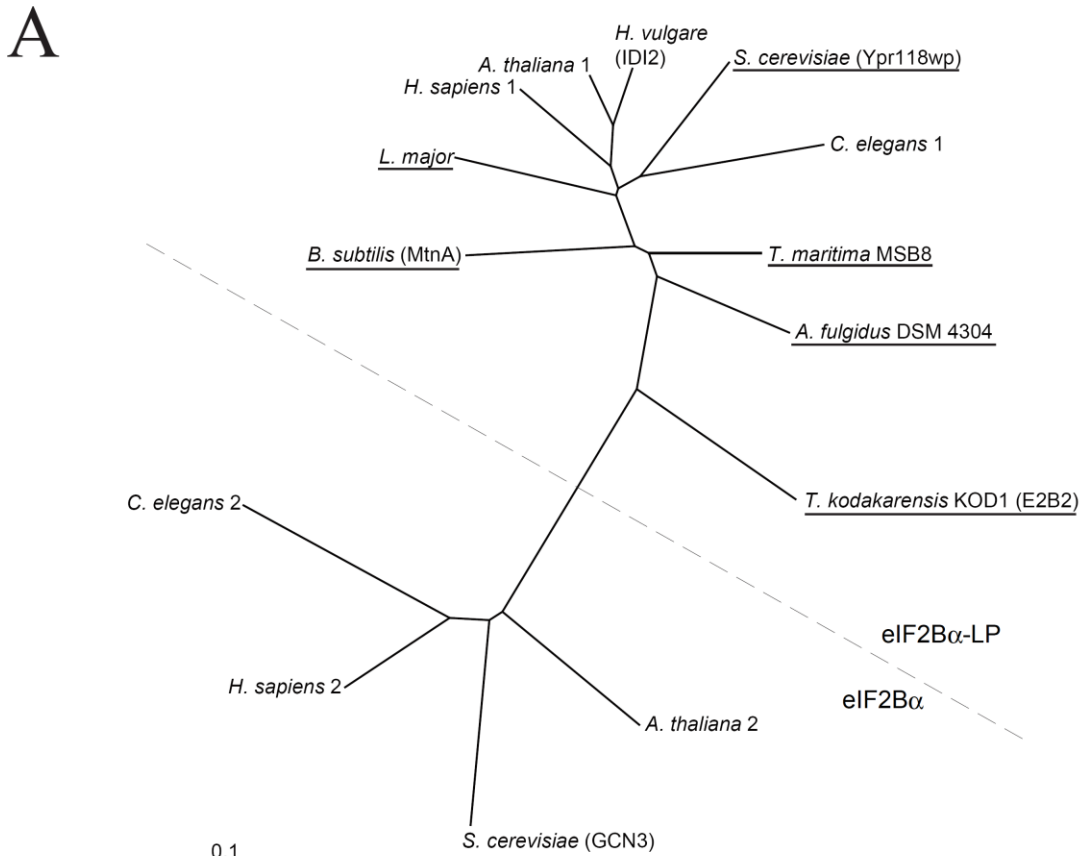 A
H. vulgare
(IDI2)
S. cerevisiae (Ypr118wp)
A. thaliana 1
H. sapiens 1
C. elegans 1
L. major
B. subtilis (MtnA)
T. maritima MSB8
A. fulgidus DSM 4304
C. elegans 2
T. kodakarensis KOD1 (E2B2)
eIF2Bα-LP
H. sapiens 2
eIF2Bα
A. thaliana 2
S. cerevisiae (GCN3)
0.1